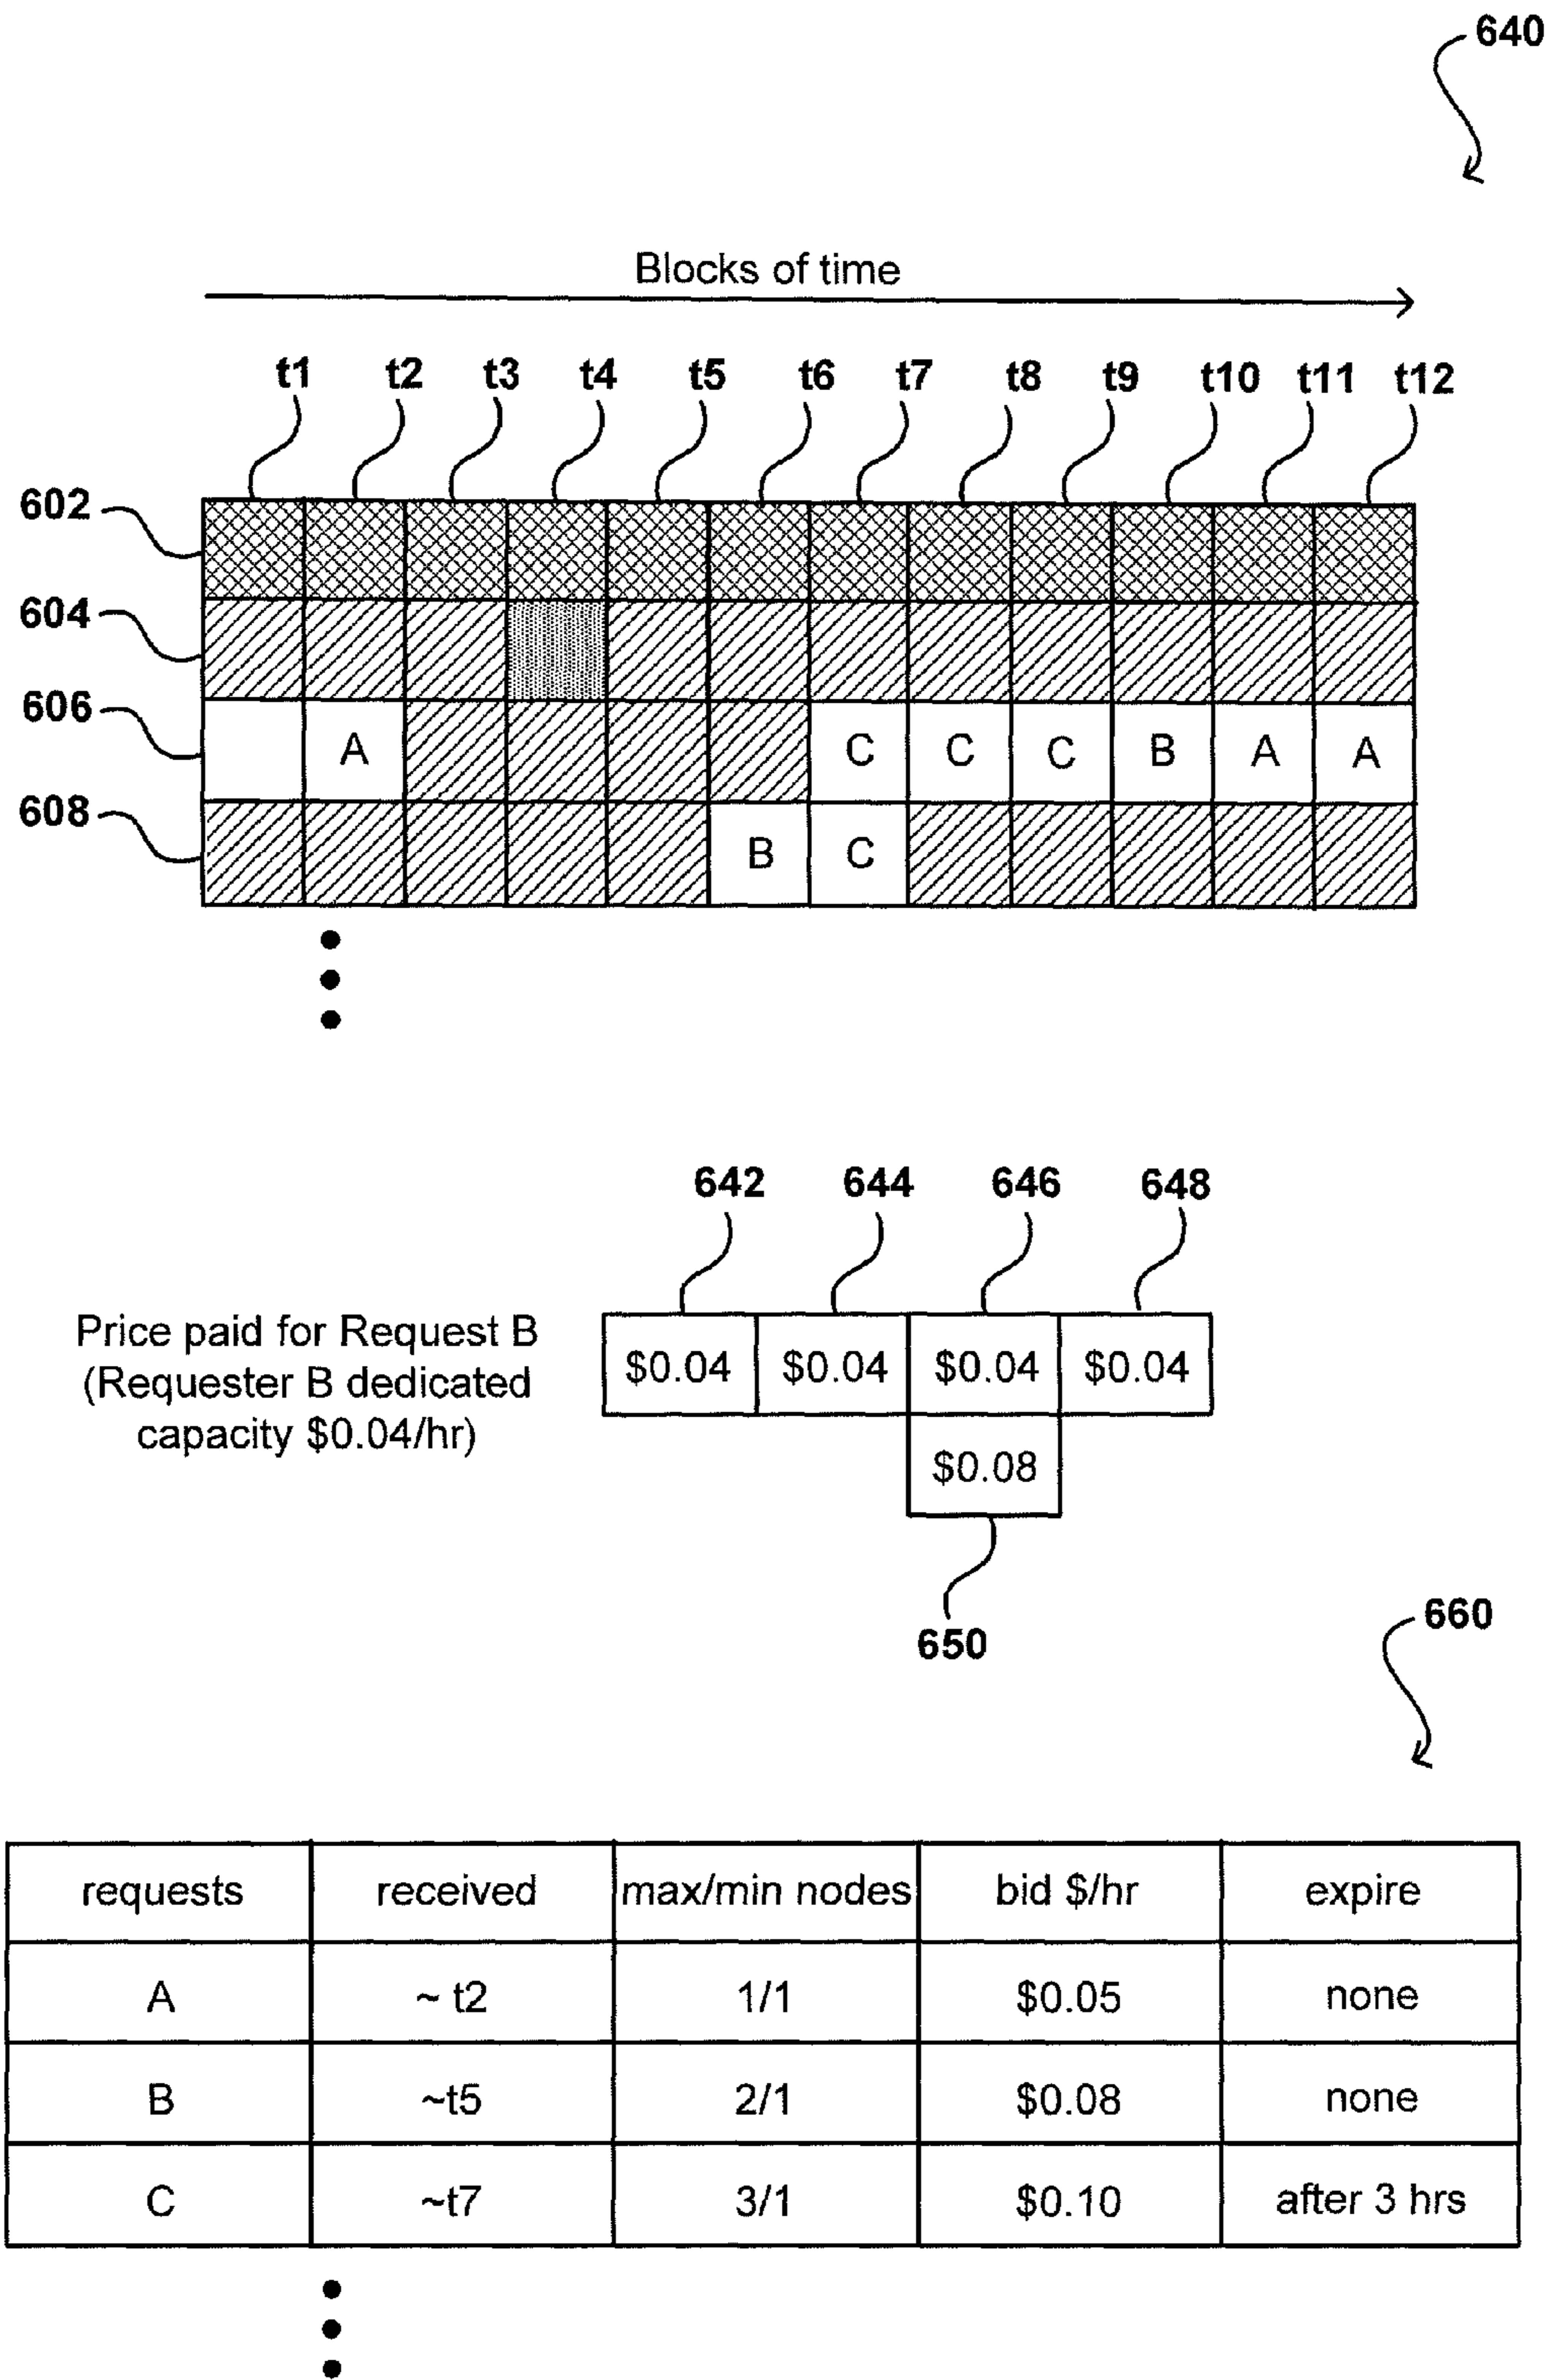 640
Blocks of time
t1 t2 t3 t4 t5 t6 t7 t8 t9 t10 t11 t12
602
604
606
A C C C B A A
608
B C
642 644 646 648
Price paid for Request B
(Requester B dedicated
capacity $0.04/hr)
$0.04 $0.04 $0.04 $0.04
$0.08
650
660
requests received max/min nodes bid $/hr expire
A ~ t2 1/1 $0.05 none
B ~t5 2/1 $0.08 none
C ~t7 3/1 $0.10 after 3 hrs